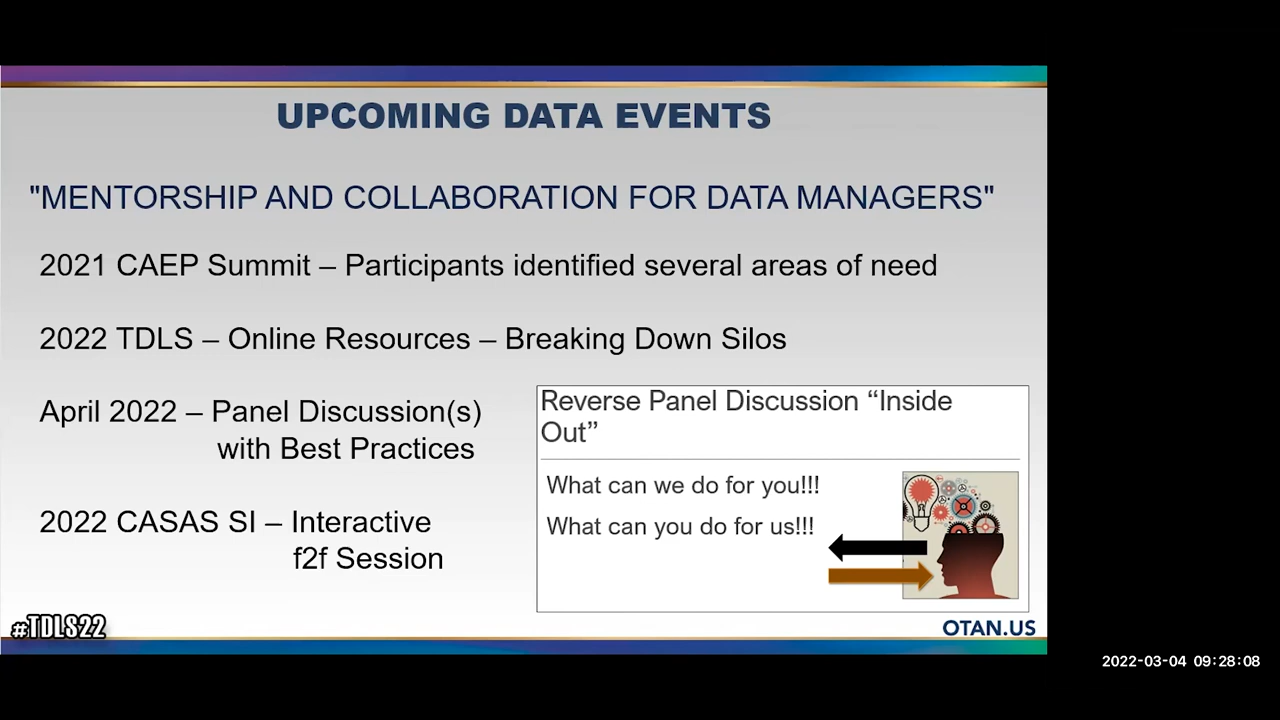 UPCOMING DATA EVENTS
"MENTORSHIP AND COLLABORATION FOR DATA MANAGERS"
2021 CAEP Summit – Participants identified several areas of need
2022 TDLS – Online Resources – Breaking Down Silos
April 2022 – Panel Discussion(s)
with Best Practices
2022 CASAS SI – Interactive
f2f Session
Reverse Panel Discussion “Inside
Out”
What can we do for you!!!
What can you do for us!!!
#TDLS22
OTAN.US
2022-03-04 09:28:08